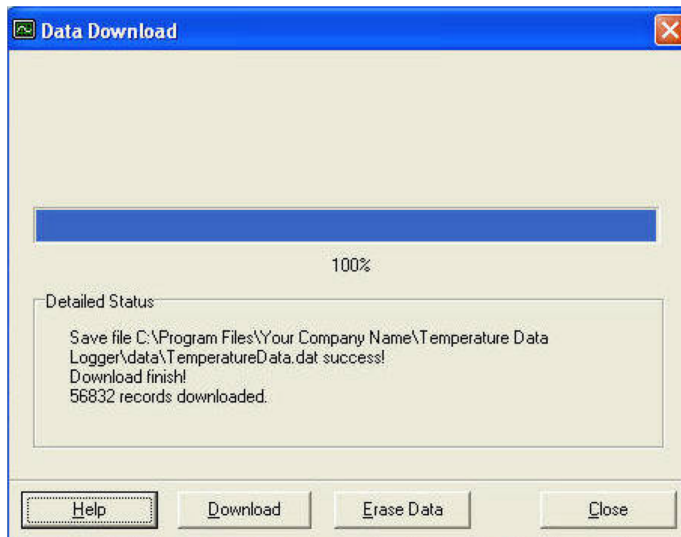 Data Download
100%
Detailed Status
Save file C:\Program Files\Your Company Name\Temperature Data
Logger\data\TemperatureData.dat success!
Download finish!
56832 records downloaded.
Help Download Erase Data Close